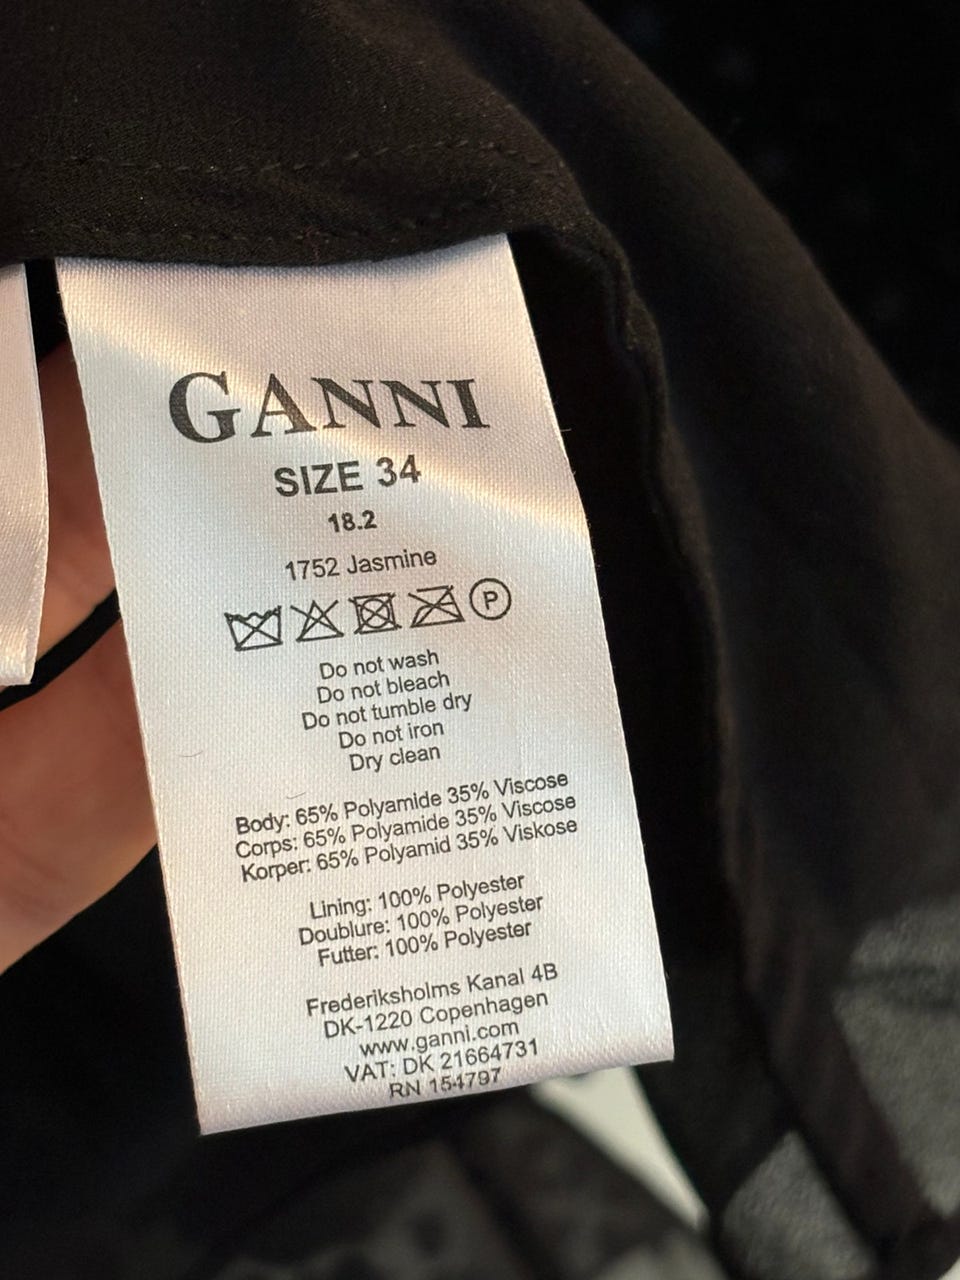 GANNI
SIZE 34
18.2
1752 Jasmine
P
Do not wash
Do not bleach
Do not tumble dry
Do not iron
Dry clean
Body: 65% Polyamide 35% Viscose
Corps: 65% Polyamide 35% Viscose
Korper: 65% Polyamid 35% Viskose
Lining: 100% Polyester
Doublure: 100% Polyester
Futter: 100% Polyester
Frederiksholms Kanal 4B
DK-1220 Copenhagen
www.ganni.com
VAT: DK 21664731
RN 154797